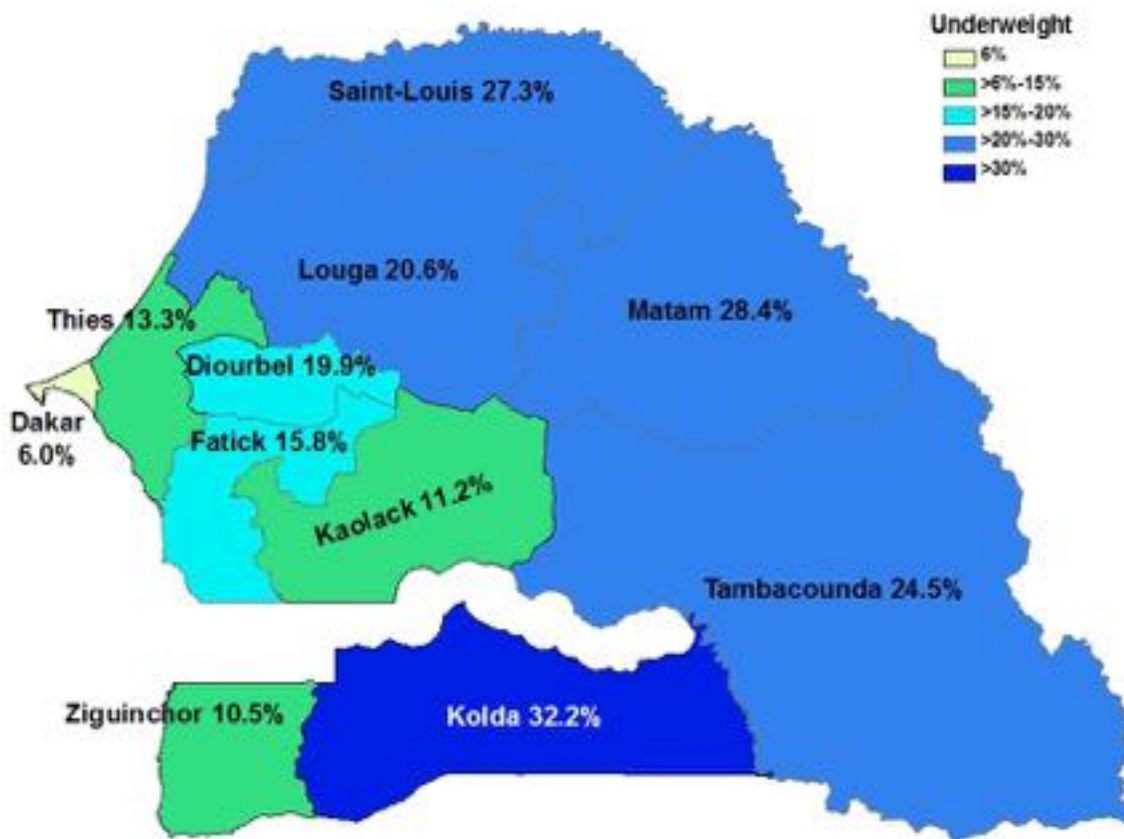 Underweight
6%
>6%-15%
>15%-20%
>20%-30%
>30%
Saint-Louis 27.3%
Louga 20.6%
Matam 28.4%
Thies 13.3%
Diourbel 19.9%
Dakar
6.0%
Fatick 15.8%
Kaolack 11.2%
Tambacounda 24.5%
Ziguinchor 10.5%
Kolda 32.2%